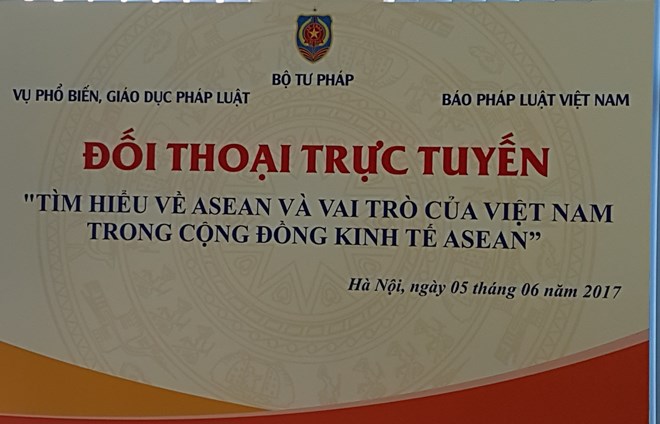 BỘ TƯ PHÁP
VỤ PHỔ BIẾN, GIÁO DỤC PHÁP LUẬT
BÁO PHÁP LUẬT VIỆT NAM
ĐỐI THOẠI TRỰC TUYẾN
"TÌM HIỂU VỀ ASEAN VÀ VAI TRÒ CỦA VIỆT NAM
TRONG CỘNG ĐỒNG KINH TẾ ASEAN”
Hà Nội, ngày 05 tháng 06 năm 2017